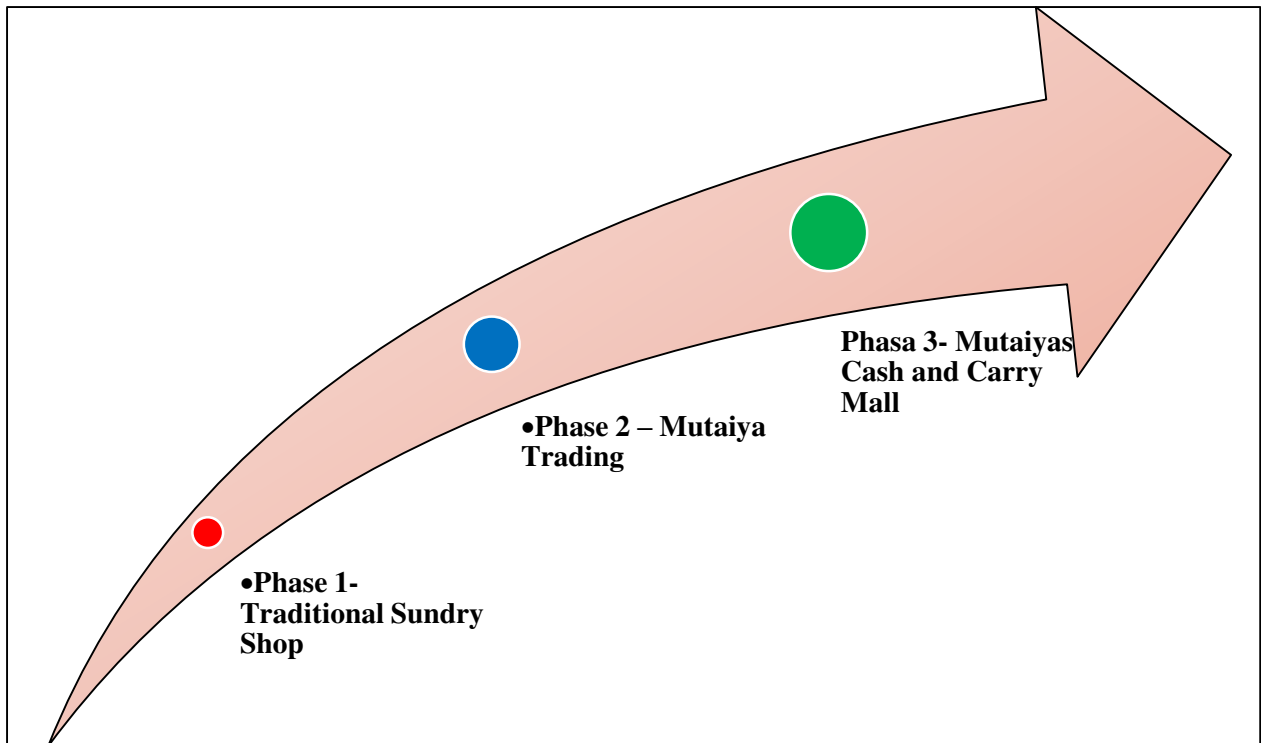 •Phase 1-
Traditional Sundry
Shop
•Phase 2 – Mutaiya
Trading
Phasa 3- Mutaiyas
Cash and Carry
Mall